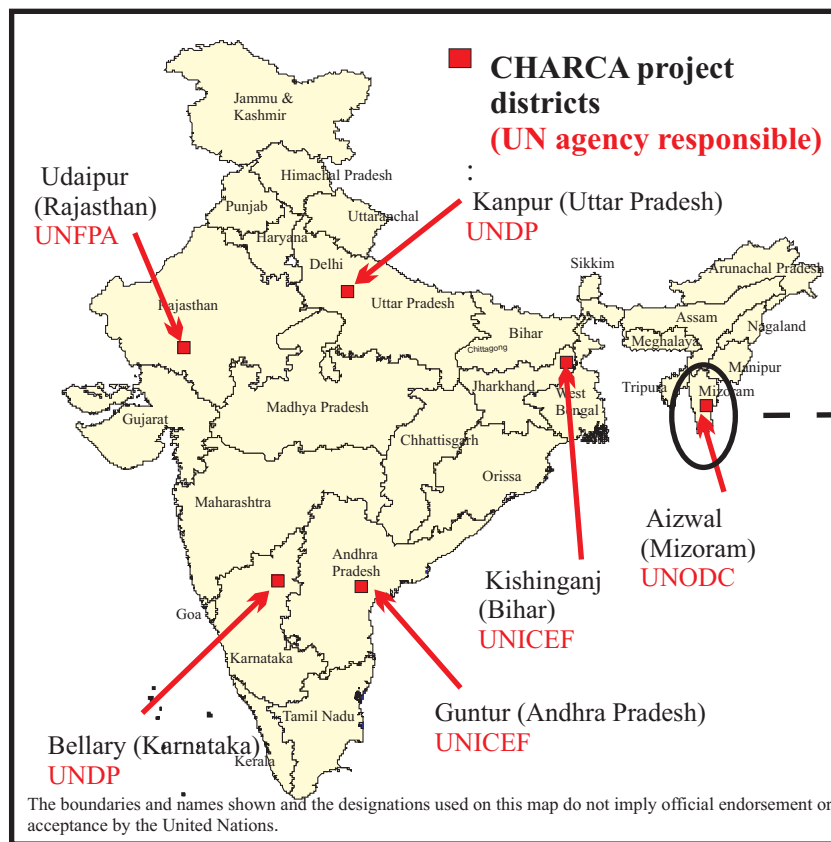 CHARCA project
districts
(UN agency responsible)
:
Jammu &
Kashmir
Himachal Pradesh
Udaipur
(Rajasthan)
UNFPA
Punjab
Uttaranchal
Kanpur (Uttar Pradesh)
UNDP
Haryana
Delhi
Sikkim
Arunachal Pradesh
Rajasthan
Uttar Pradesh
Assam
Nagaland
Bihar
Meghalaya
Chittagong
Manipur
Jharkhand
Tripura
Mizoram
West
Bengal
Gujarat
Madhya Pradesh
Chhattisgarh
Orissa
Maharashtra
Aizwal
(Mizoram)
UNODC
Andhra
Pradesh
Kishinganj
(Bihar)
UNICEF
Goa
Karnataka
Guntur (Andhra Pradesh)
UNICEF
Tamil Nadu
Bellary (Karnataka)
UNDP
Kerala
The boundaries and names shown and the designations used on this map do not imply official endorsement or
acceptance by the United Nations.